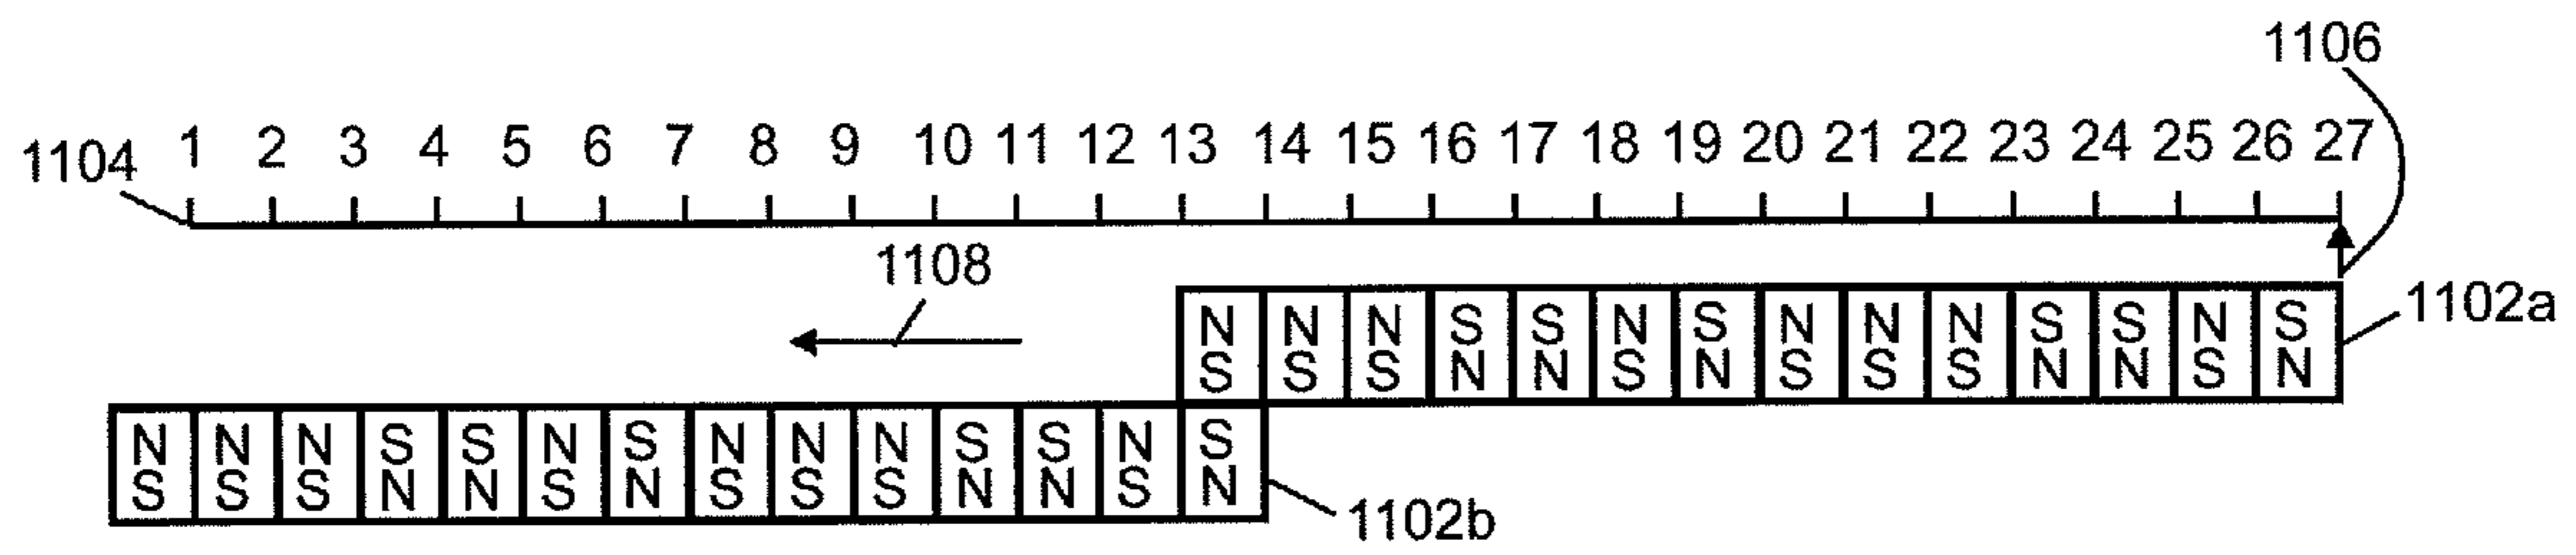 1106
1104 1 2 3 4 5 6 7 8 9 10 11 12 13 14 15 16 17 18 19 20 21 22 23 24 25 26 27
1108
N N N S S N S N N N S S N S 1102a
S S S N N S N S S S N N S N
N N N S S N S N N N S S N S
S S S N N S N S S S N N S N 1102b